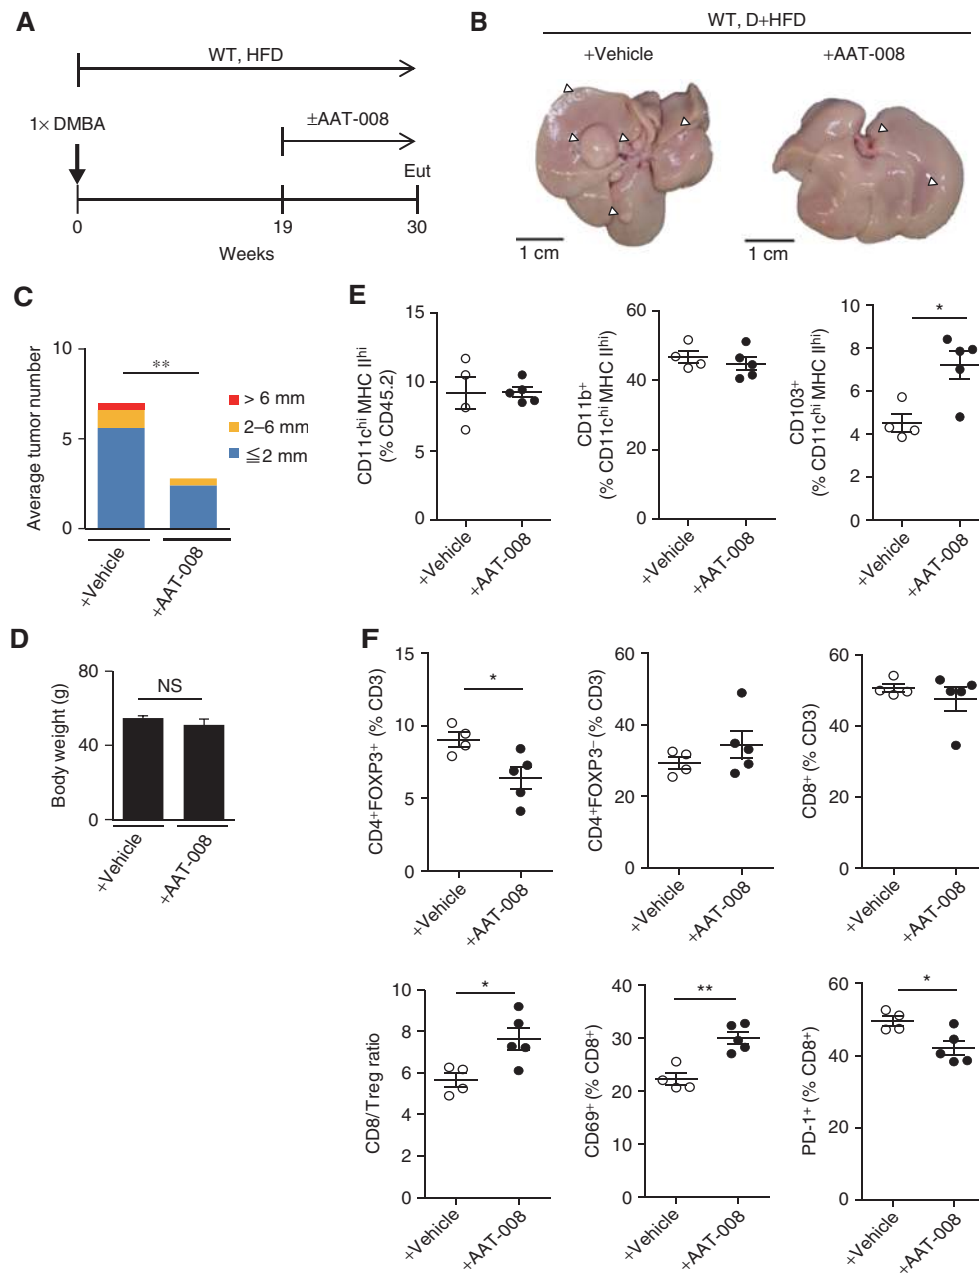 A
WT, HFD
1× DMBA
±AAT-008
Eut
0
19
30
Weeks
B
WT, D+HFD
+Vehicle
+AAT-008
1 cm
1 cm
C
Average tumor number
10
5
0
**
> 6 mm
2–6 mm
≦2 mm
+Vehicle
+AAT-008
D
Body weight (g)
80
40
0
NS
+Vehicle
+AAT-008
E
CD11cʰⁱ MHC IIʰⁱ
(% CD45.2)
15
10
5
0
+Vehicle
+AAT-008
CD11b⁺
(% CD11cʰⁱ MHC IIʰⁱ)
60
40
20
0
+Vehicle
+AAT-008
CD103⁺
(% CD11cʰⁱ MHC IIʰⁱ)
10
8
6
4
2
0
*
+Vehicle
+AAT-008
F
CD4⁺FOXP3⁺ (% CD3)
15
10
5
0
*
+Vehicle
+AAT-008
CD4⁺FOXP3⁻ (% CD3)
60
40
20
0
+Vehicle
+AAT-008
CD8⁺ (% CD3)
60
40
20
0
+Vehicle
+AAT-008
CD8/Treg ratio
10
8
6
4
2
0
*
+Vehicle
+AAT-008
CD69⁺ (% CD8⁺)
40
30
20
10
0
**
+Vehicle
+AAT-008
PD-1⁺ (% CD8⁺)
60
40
20
0
*
+Vehicle
+AAT-008